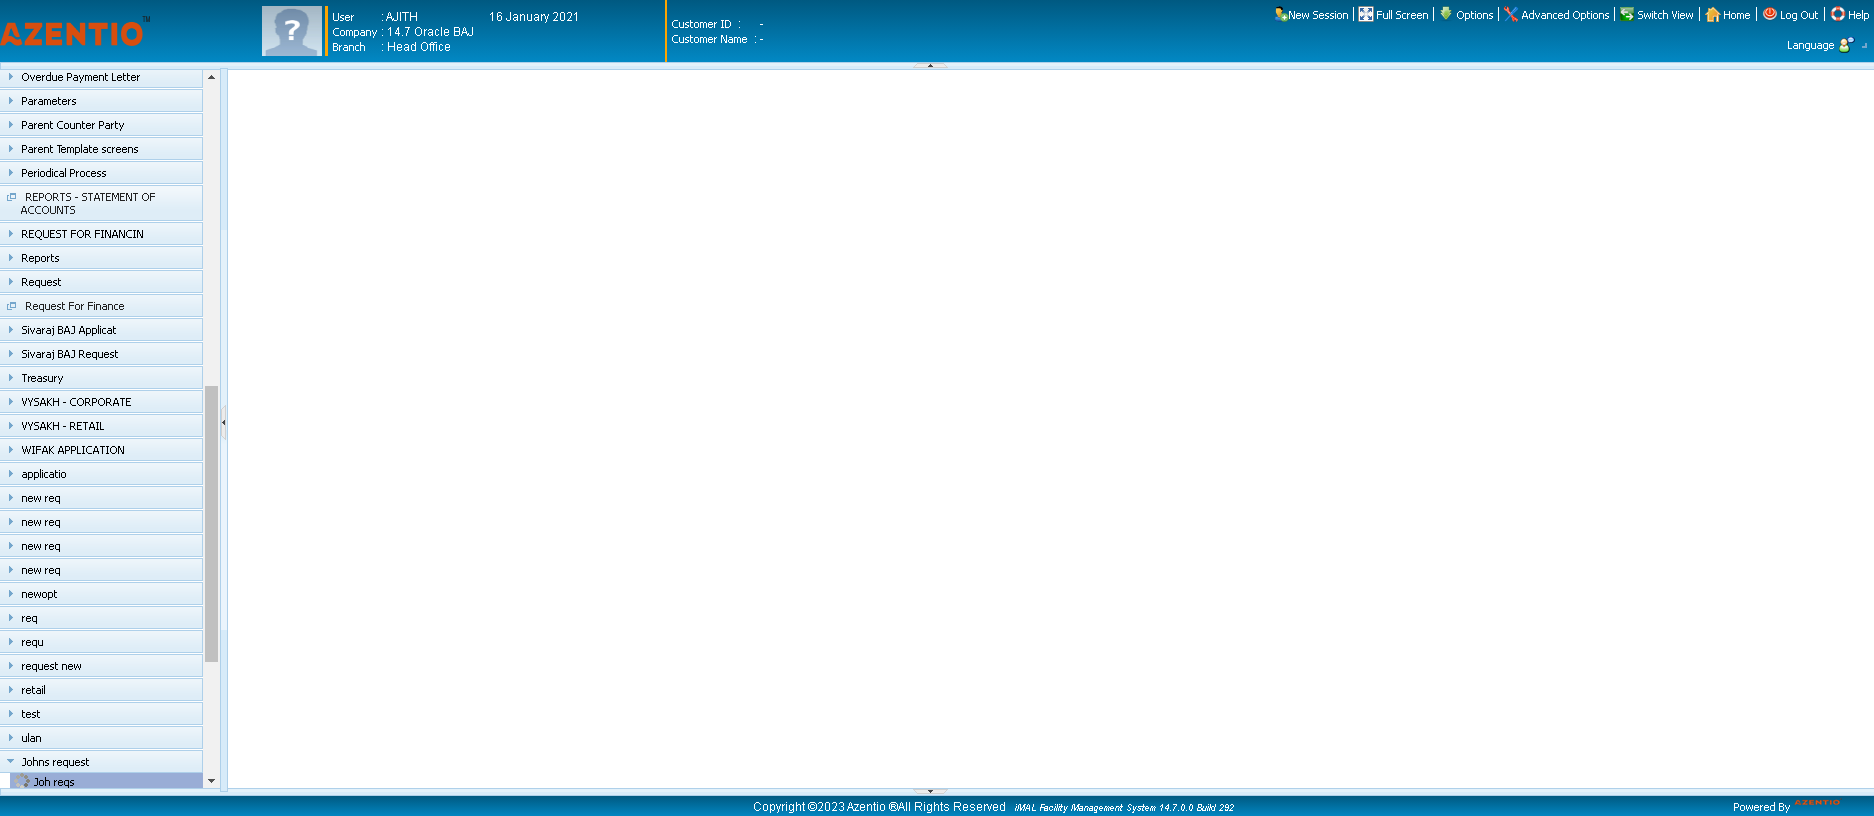 AZENTIO™
User : AJITH 16 January 2021
Company : 14.7 Oracle BAJ
Branch : Head Office
Customer ID : -
Customer Name : -
New Session | Full Screen | Options | Advanced Options | Switch View | Home | Log Out | Help
Language
Overdue Payment Letter
Parameters
Parent Counter Party
Parent Template screens
Periodical Process
REPORTS - STATEMENT OF
ACCOUNTS
REQUEST FOR FINANCIN
Reports
Request
Request For Finance
Sivaraj BAJ Applicat
Sivaraj BAJ Request
Treasury
VYSAKH - CORPORATE
VYSAKH - RETAIL
WIFAK APPLICATION
applicatio
new req
new req
new req
new req
newopt
req
requ
request new
retail
test
ulan
Johns request
Joh reqs
Copyright ©2023 Azentio ®All Rights Reserved iMAL Facility Management System 14.7.0.0 Build 292
Powered By AZENTIO